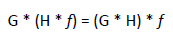 G * (H * f) = (G * H) * f